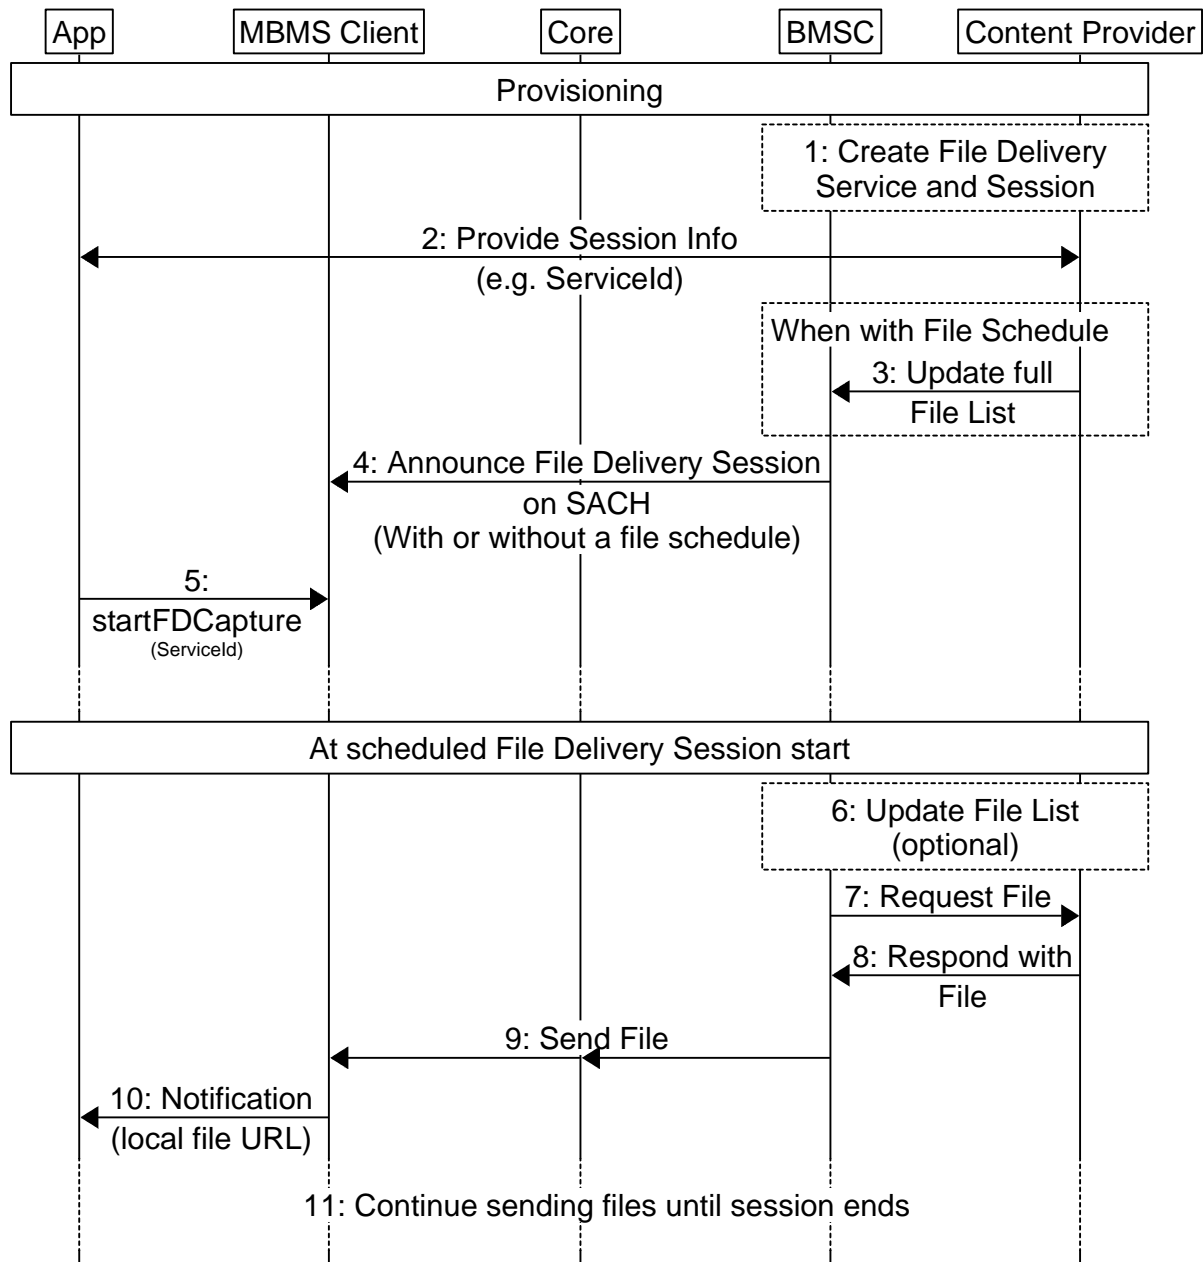 App
MBMS Client
Core
BMSC
Content Provider
Provisioning
1: Create File Delivery
Service and Session
2: Provide Session Info
(e.g. ServiceId)
When with File Schedule
3: Update full
File List
4: Announce File Delivery Session
on SACH
(With or without a file schedule)
5:
startFDCapture
(ServiceId)
At scheduled File Delivery Session start
6: Update File List
(optional)
7: Request File
8: Respond with
File
9: Send File
10: Notification
(local file URL)
11: Continue sending files until session ends